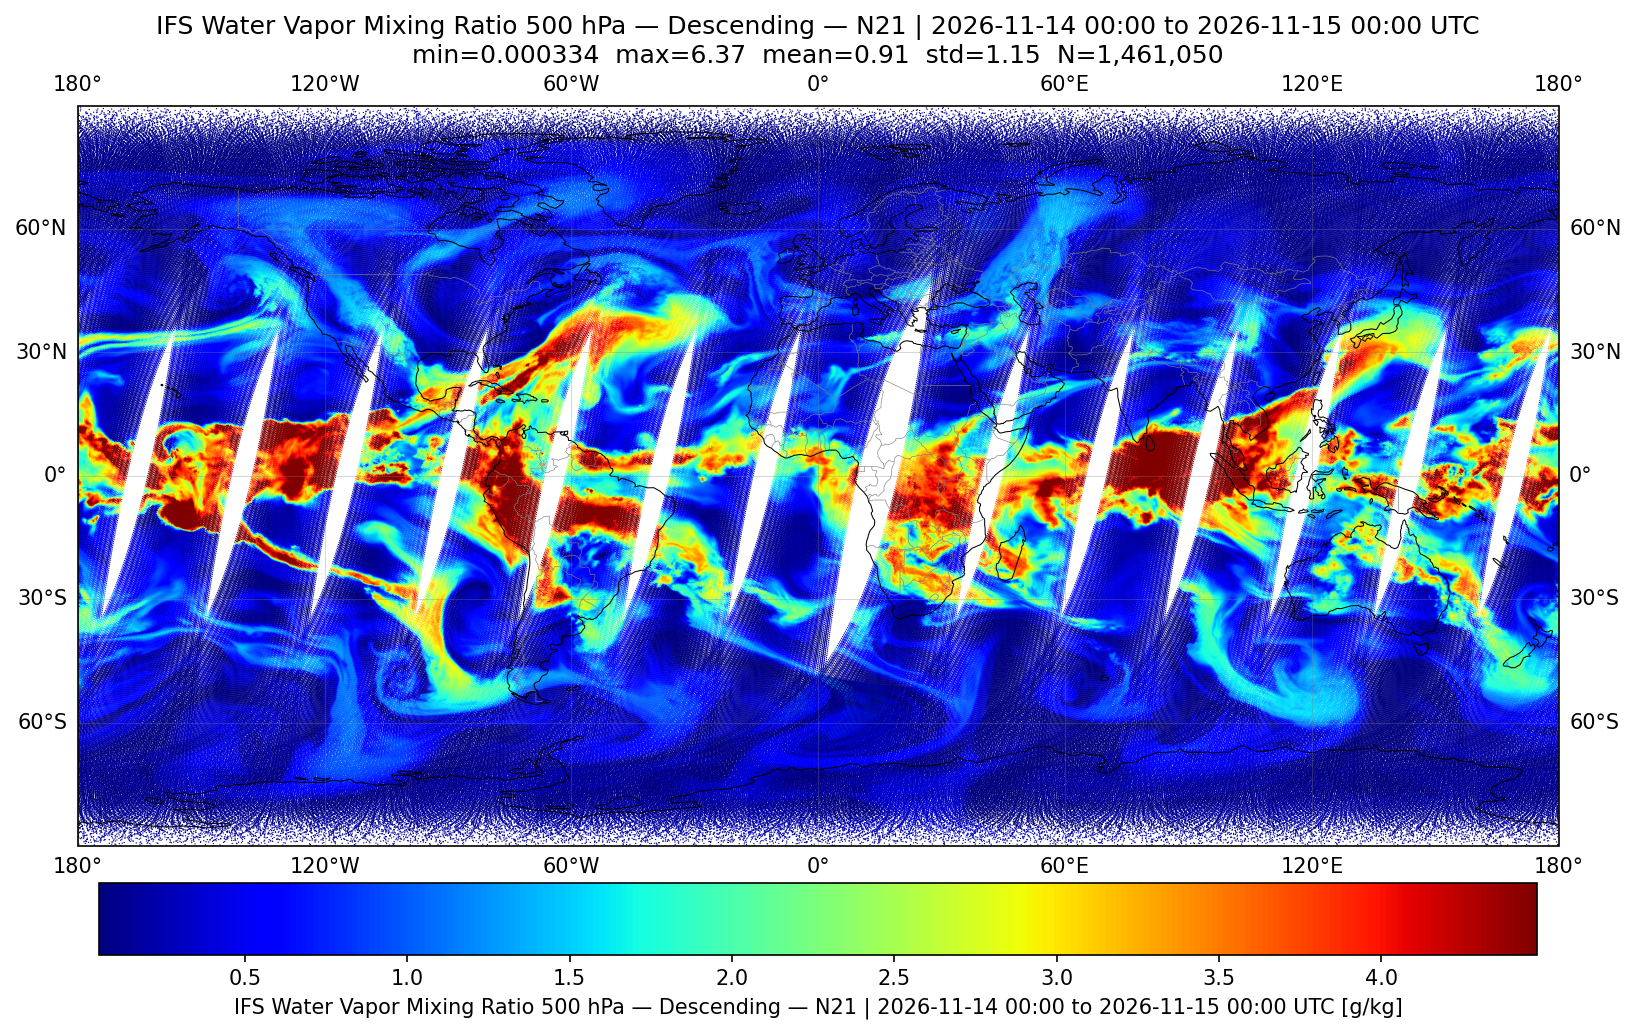 IFS Water Vapor Mixing Ratio 500 hPa — Descending — N21 | 2026-11-14 00:00 to 2026-11-15 00:00 UTC
min=0.000334  max=6.37  mean=0.91  std=1.15  N=1,461,050
180° 120°W 60°W 0° 60°E 120°E 180°
60°N 60°N
30°N 30°N
0° 0°
30°S 30°S
60°S 60°S
180° 120°W 60°W 0° 60°E 120°E 180°
0.5 1.0 1.5 2.0 2.5 3.0 3.5 4.0
IFS Water Vapor Mixing Ratio 500 hPa — Descending — N21 | 2026-11-14 00:00 to 2026-11-15 00:00 UTC [g/kg]